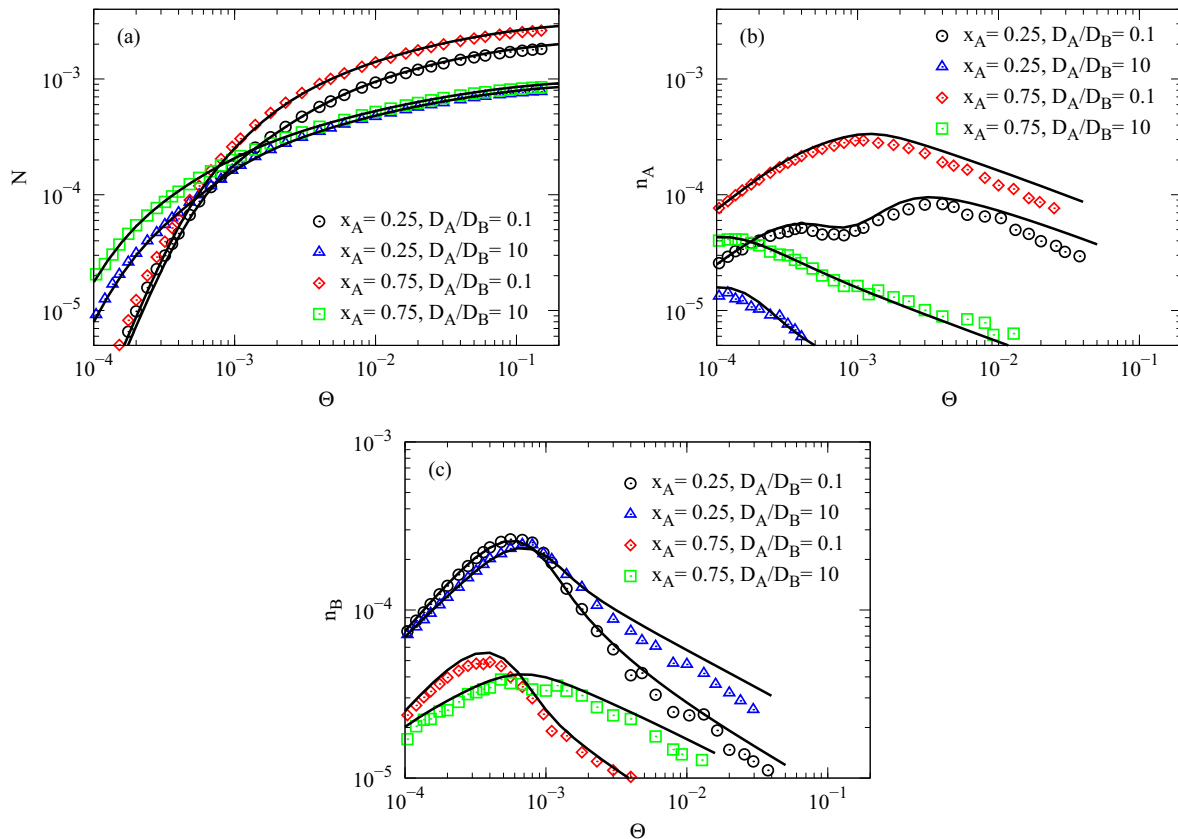 (a)
N
10⁻³
10⁻⁴
10⁻⁵
x_A= 0.25, D_A/D_B= 0.1
x_A= 0.25, D_A/D_B= 10
x_A= 0.75, D_A/D_B= 0.1
x_A= 0.75, D_A/D_B= 10
10⁻⁴ 10⁻³ 10⁻² 10⁻¹
Θ
(b)
n_A
10⁻³
10⁻⁴
10⁻⁵
x_A= 0.25, D_A/D_B= 0.1
x_A= 0.25, D_A/D_B= 10
x_A= 0.75, D_A/D_B= 0.1
x_A= 0.75, D_A/D_B= 10
10⁻⁴ 10⁻³ 10⁻² 10⁻¹
Θ
(c)
n_B
10⁻³
10⁻⁴
10⁻⁵
x_A= 0.25, D_A/D_B= 0.1
x_A= 0.25, D_A/D_B= 10
x_A= 0.75, D_A/D_B= 0.1
x_A= 0.75, D_A/D_B= 10
10⁻⁴ 10⁻³ 10⁻² 10⁻¹
Θ